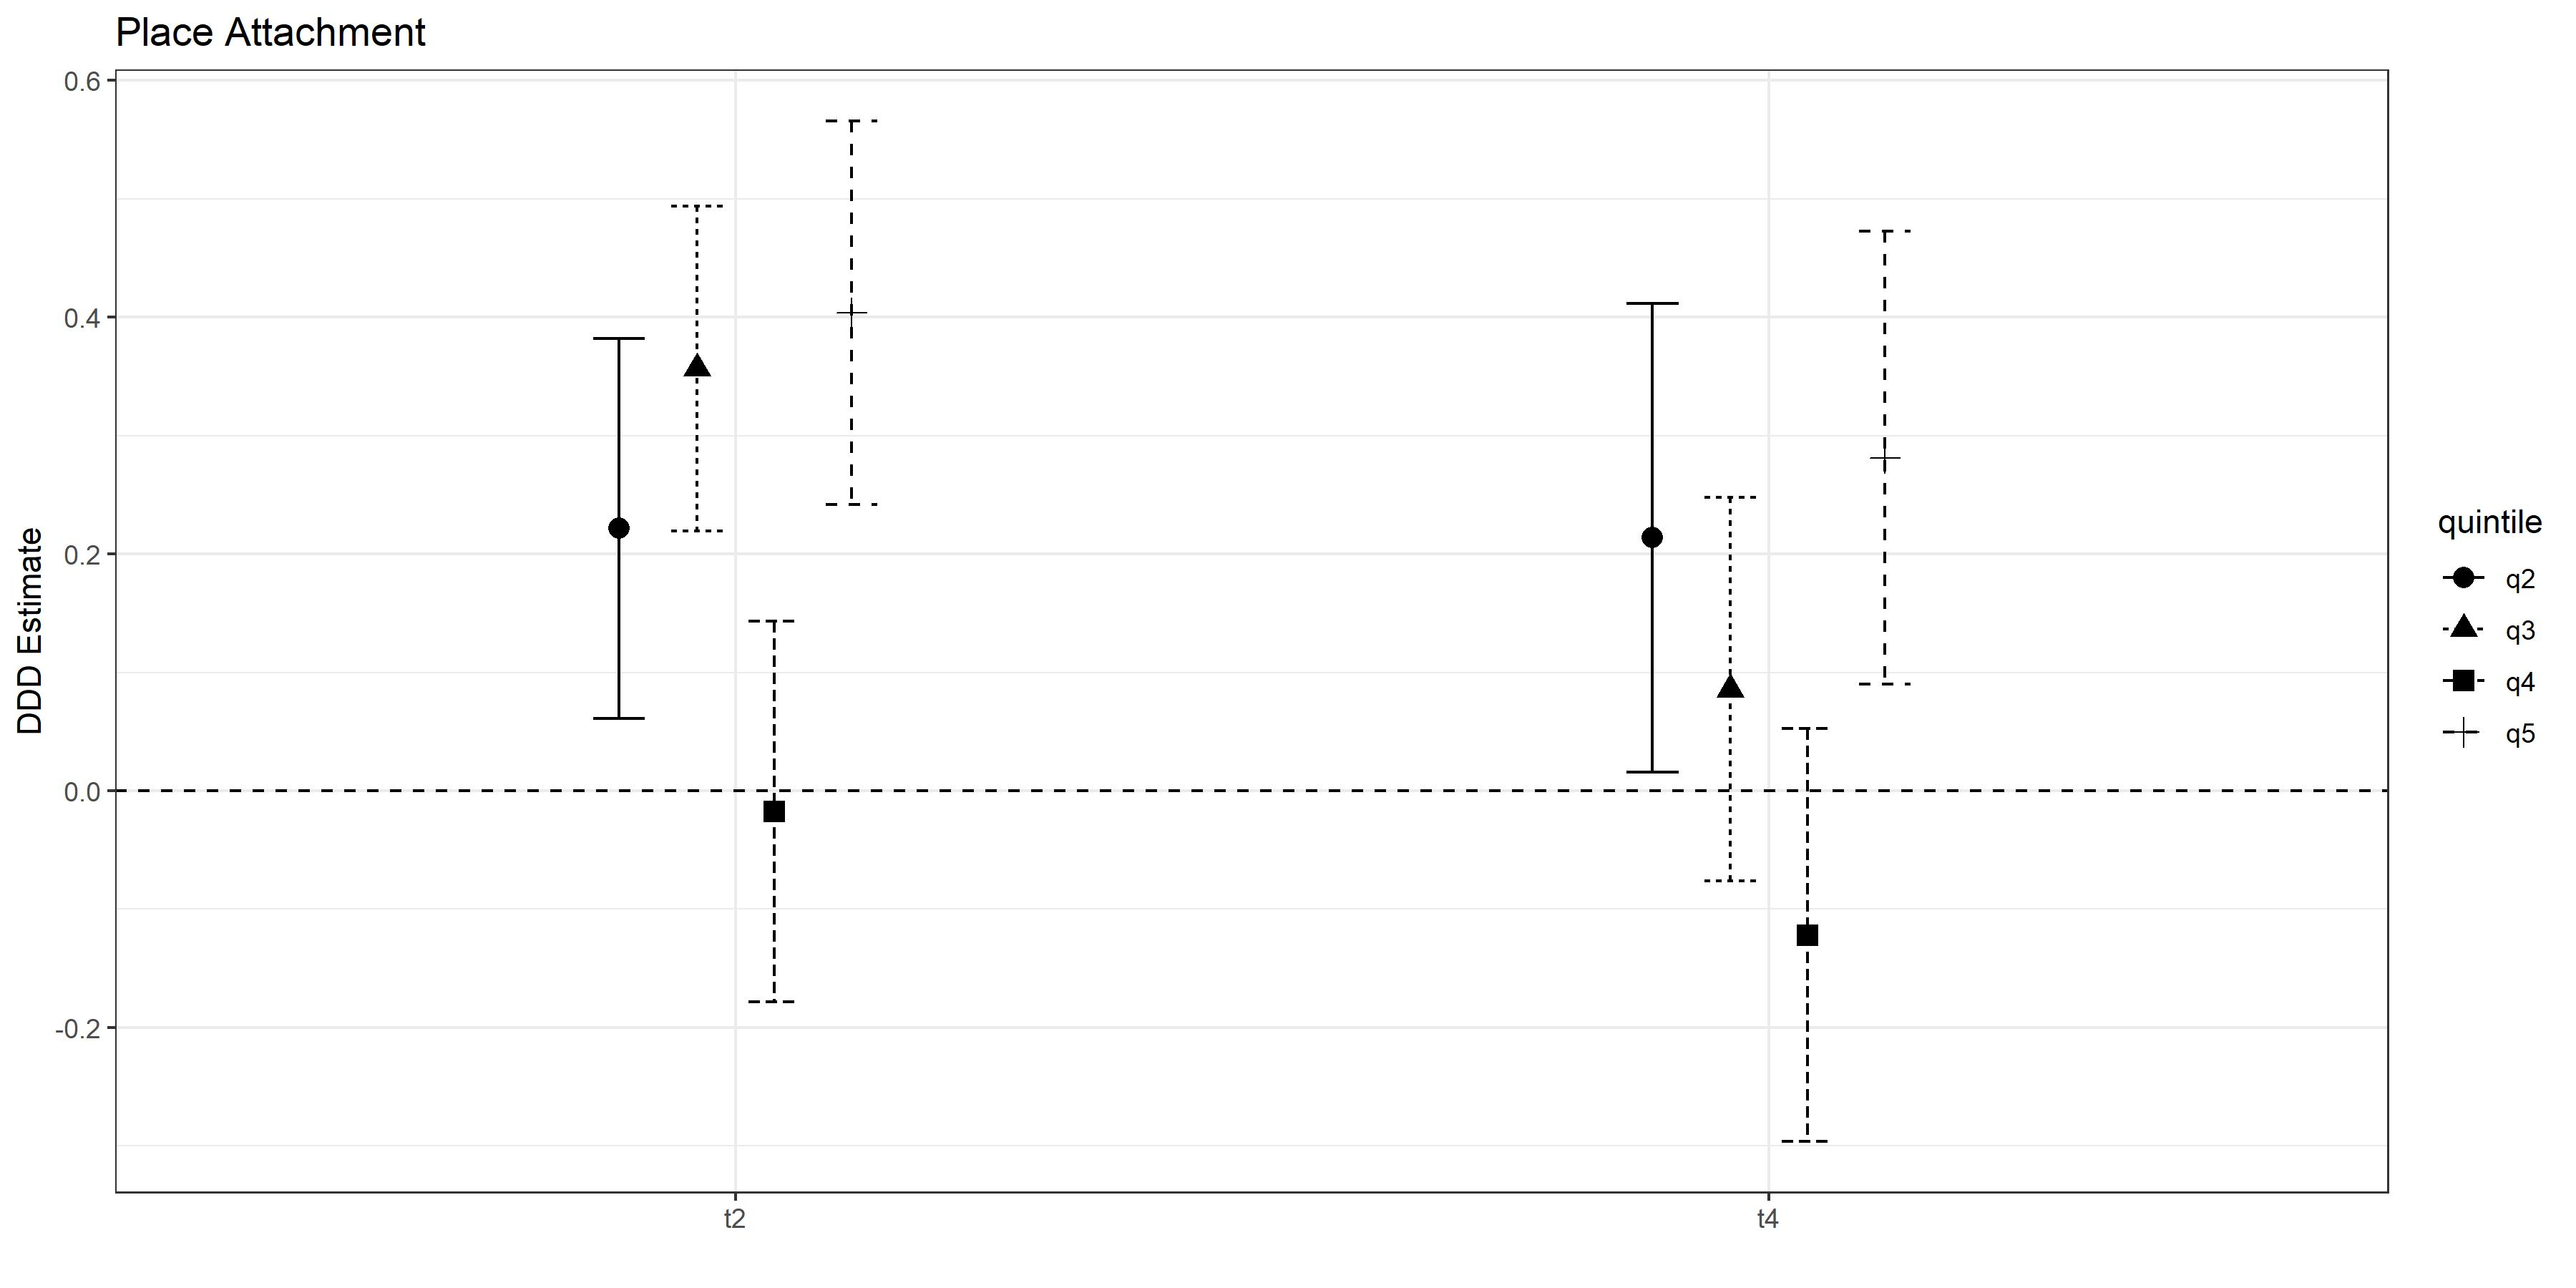 Place Attachment
DDD Estimate
0.6
0.4
0.2
0.0
-0.2
t2
t4
quintile
q2
q3
q4
q5